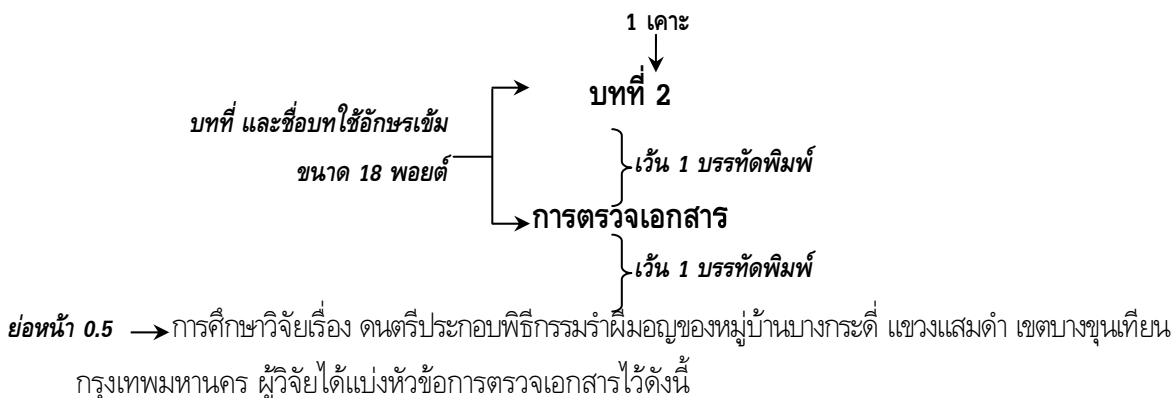 1 เคาะ
บทที่ 2
บทที่ และชื่อบทใช้อักษรเข้ม
ขนาด 18 พอยต์
เว้น 1 บรรทัดพิมพ์
การตรวจเอกสาร
เว้น 1 บรรทัดพิมพ์
ย่อหน้า 0.5 การศึกษาวิจัยเรื่อง ดนตรีประกอบพิธีกรรมรำผีมอญของหมู่บ้านบางกระดี่ แขวงแสมดำ เขตบางขุนเทียน
กรุงเทพมหานคร ผู้วิจัยได้แบ่งหัวข้อการตรวจเอกสารไว้ดังนี้